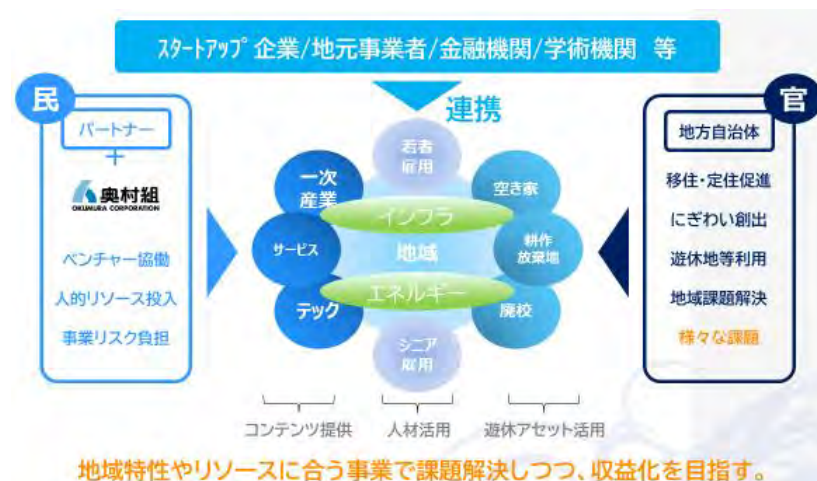 スタートアップ 企業/地元事業者/金融機関/学術機関 等
連携
民
パートナー
+
奥村組
OKUMURA CORPORATION
ベンチャー協働
人的リソース投入
事業リスク負担
若者
雇用
一次
産業
空き家
インフラ
サービス
地域
耕作
放棄地
エネルギー
テック
廃校
シニア
雇用
コンテンツ提供
人材活用
遊休アセット活用
官
地方自治体
移住・定住促進
にぎわい創出
遊休地等利用
地域課題解決
様々な課題
地域特性やリソースに合う事業で課題解決しつつ、収益化を目指す。